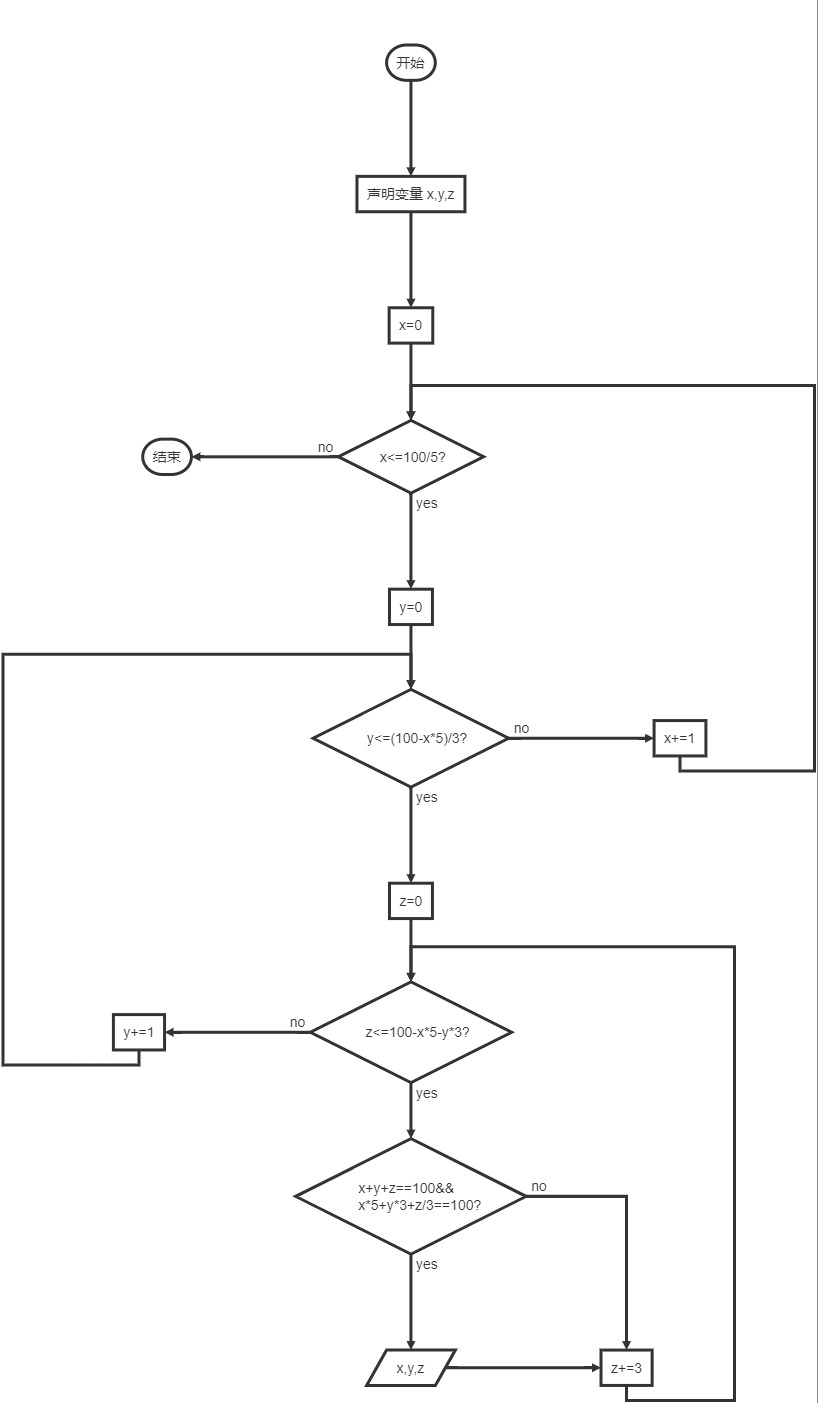 开始
声明变量 x,y,z
x=0
x<=100/5?
no
结束
yes
y=0
y<=(100-x*5)/3?
no
x+=1
yes
z=0
z<=100-x*5-y*3?
no
y+=1
yes
x+y+z==100&&
x*5+y*3+z/3==100?
no
yes
x,y,z
z+=3